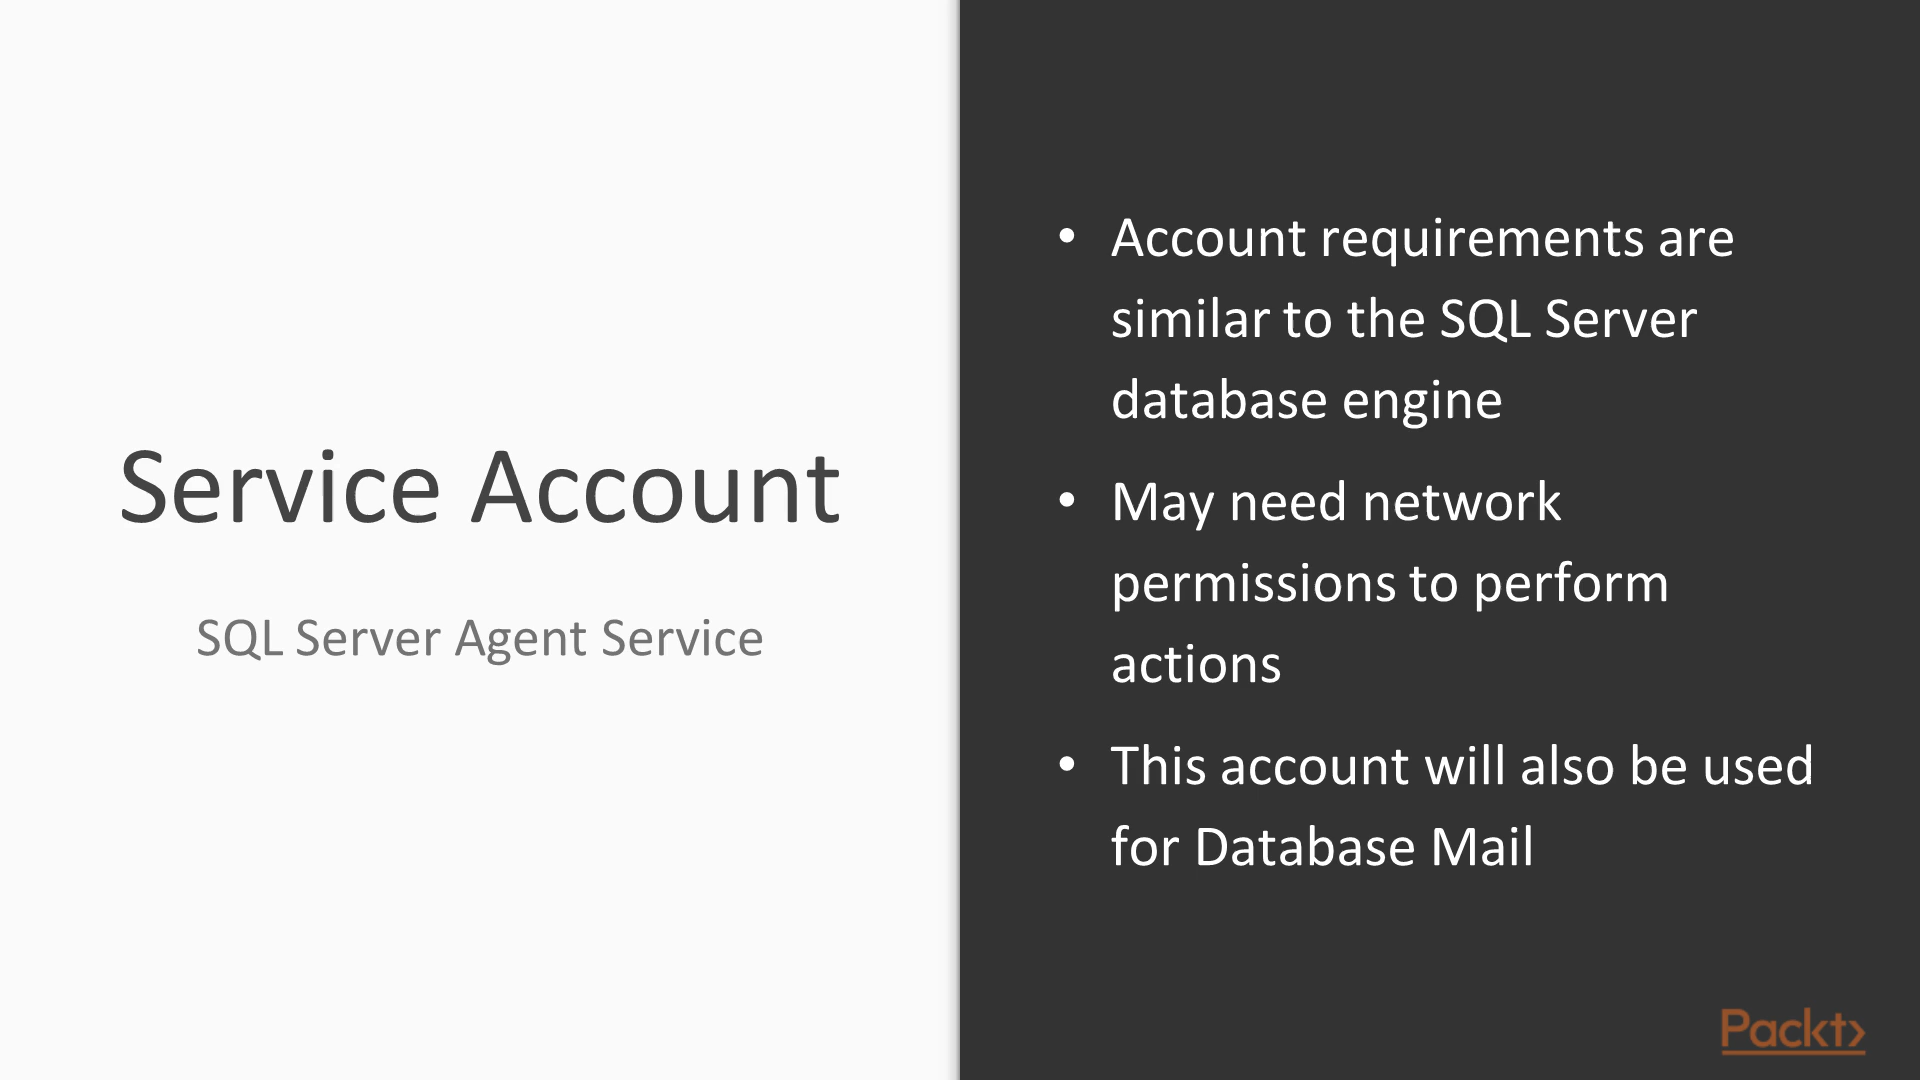 Service Account
SQL Server Agent Service
• Account requirements are
similar to the SQL Server
database engine
• May need network
permissions to perform
actions
• This account will also be used
for Database Mail
Packt>